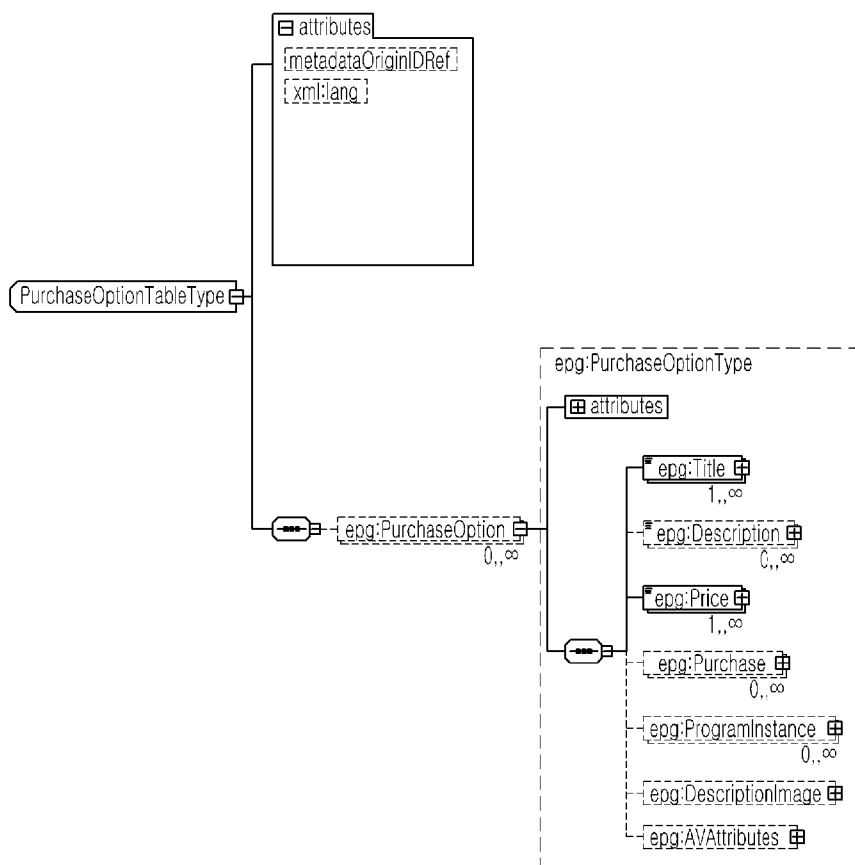 attributes
metadataOriginIDRef
xml:lang
PurchaseOptionTableType
epg:PurchaseOptionType
attributes
epg:Title
1,,∞
epg:PurchaseOption
0,,∞
epg:Description
0,,∞
epg:Price
1,,∞
epg:Purchase
0,,∞
epg:ProgramInstance
0,,∞
epg:DescriptionImage
epg:AVAttributes